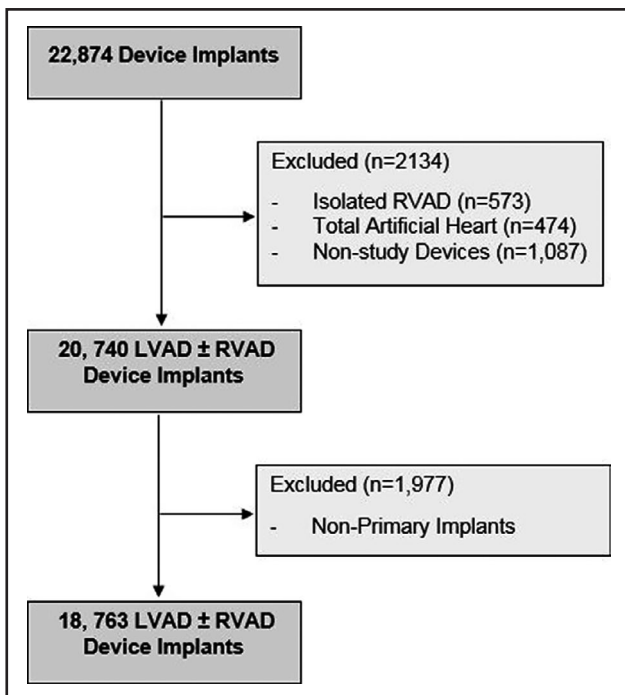 22,874 Device Implants
Excluded (n=2134)
- Isolated RVAD (n=573)
- Total Artificial Heart (n=474)
- Non-study Devices (n=1,087)
20, 740 LVAD ± RVAD
Device Implants
Excluded (n=1,977)
- Non-Primary Implants
18, 763 LVAD ± RVAD
Device Implants